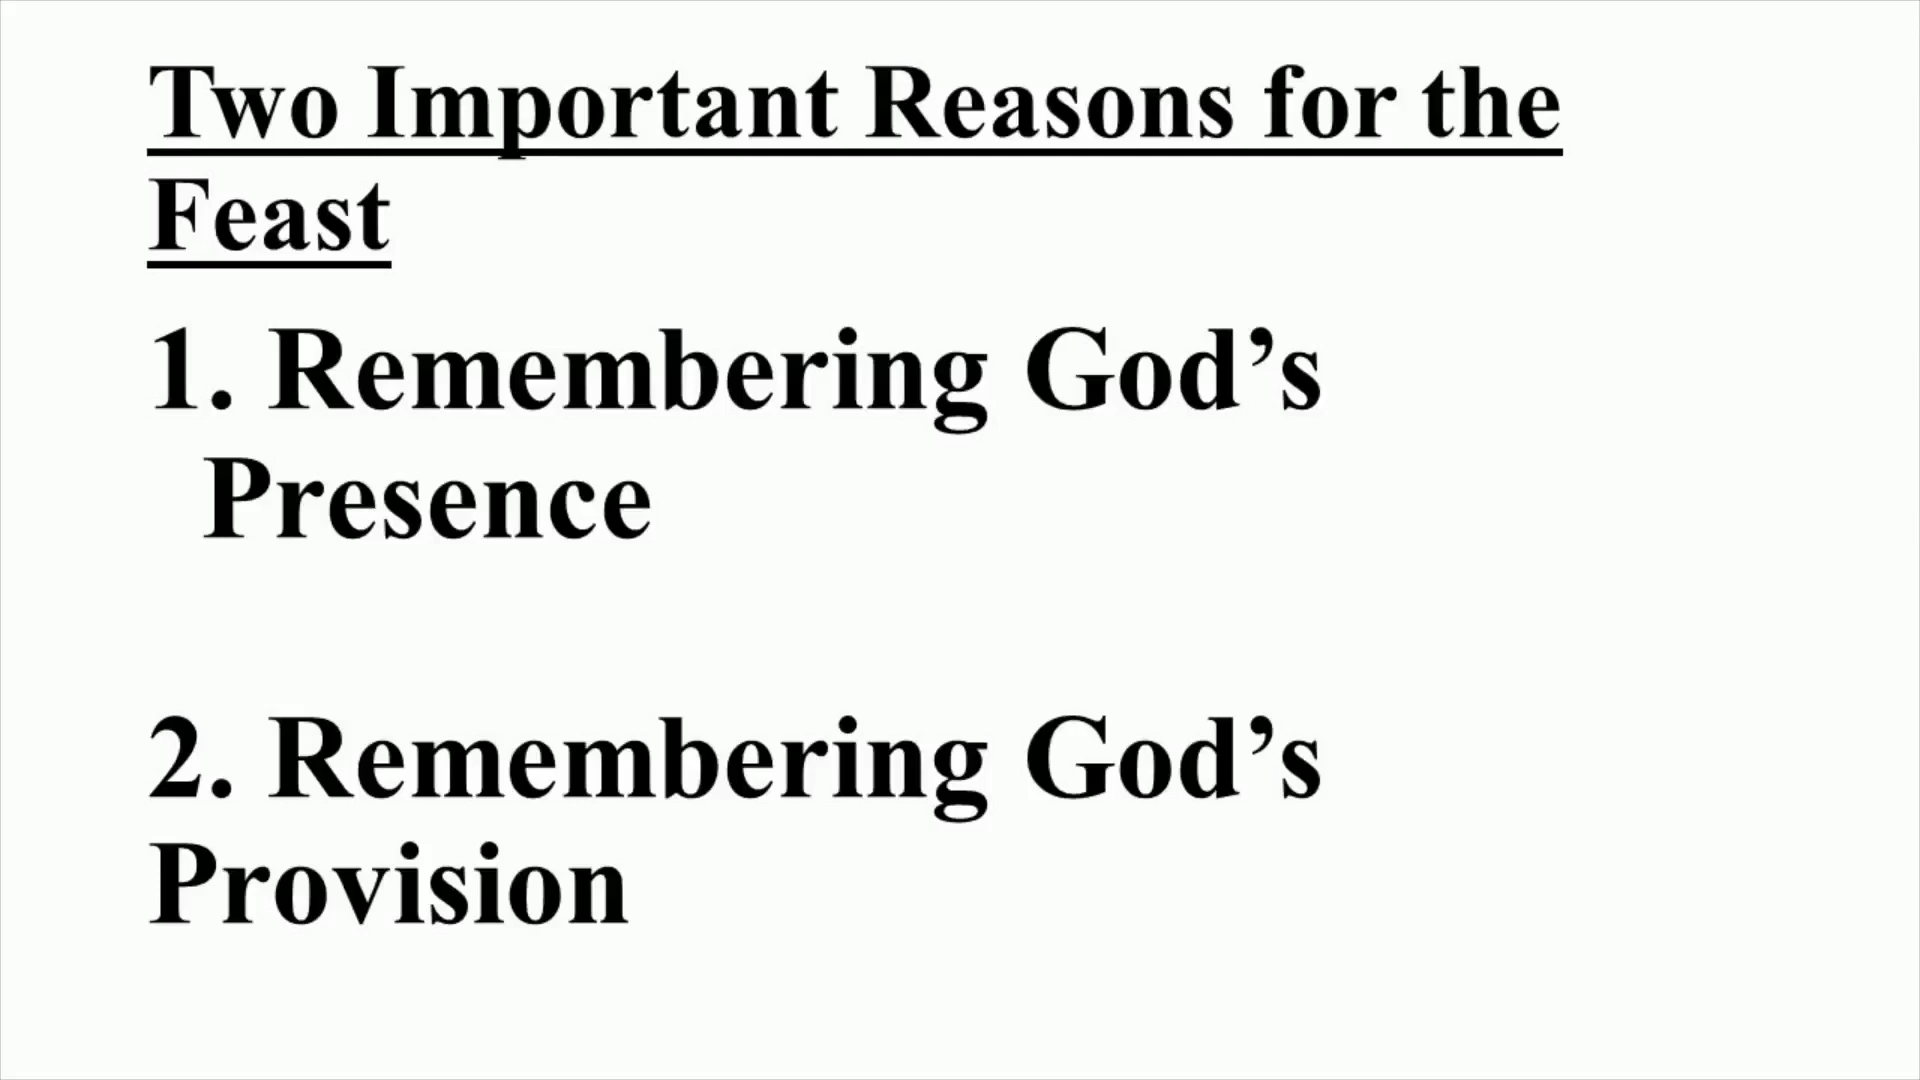 Two Important Reasons for the
Feast
1. Remembering God’s
Presence
2. Remembering God’s
Provision